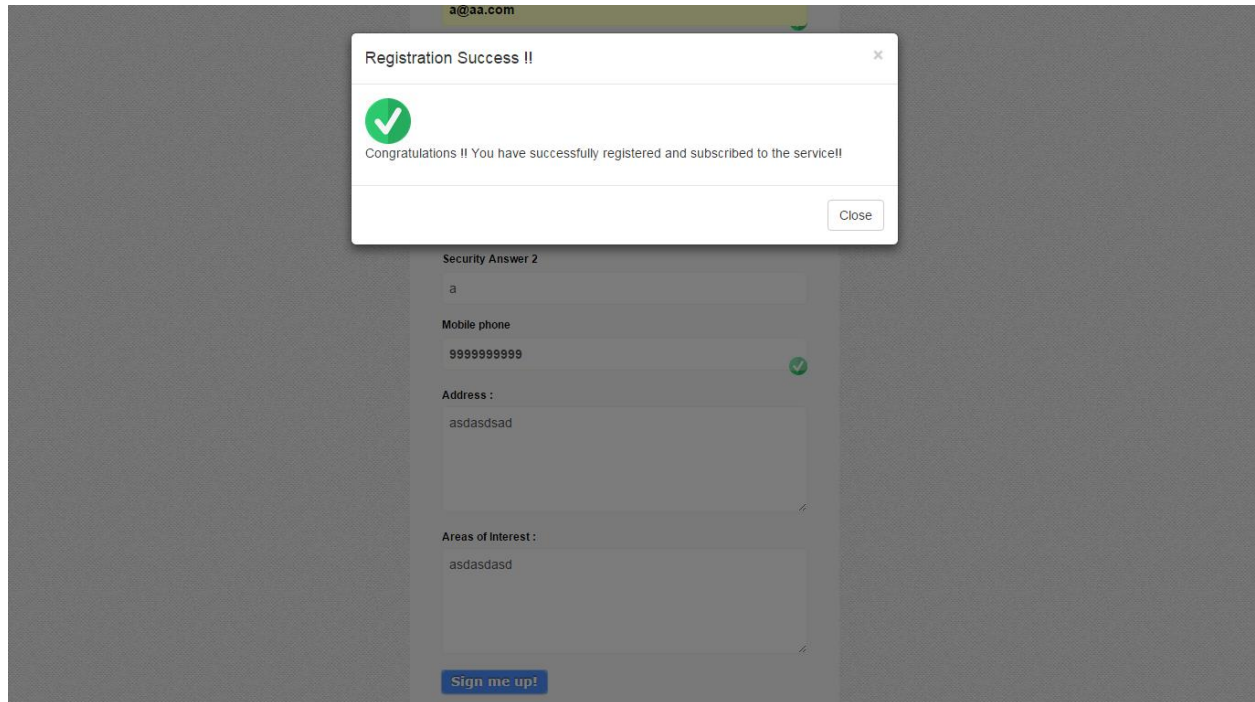 a@aa.com
Registration Success !!
×
Congratulations !! You have successfully registered and subscribed to the service!!
Close
Security Answer 2
a
Mobile phone
9999999999
Address :
asdasdsad
Areas of Interest :
asdasdasd
Sign me up!